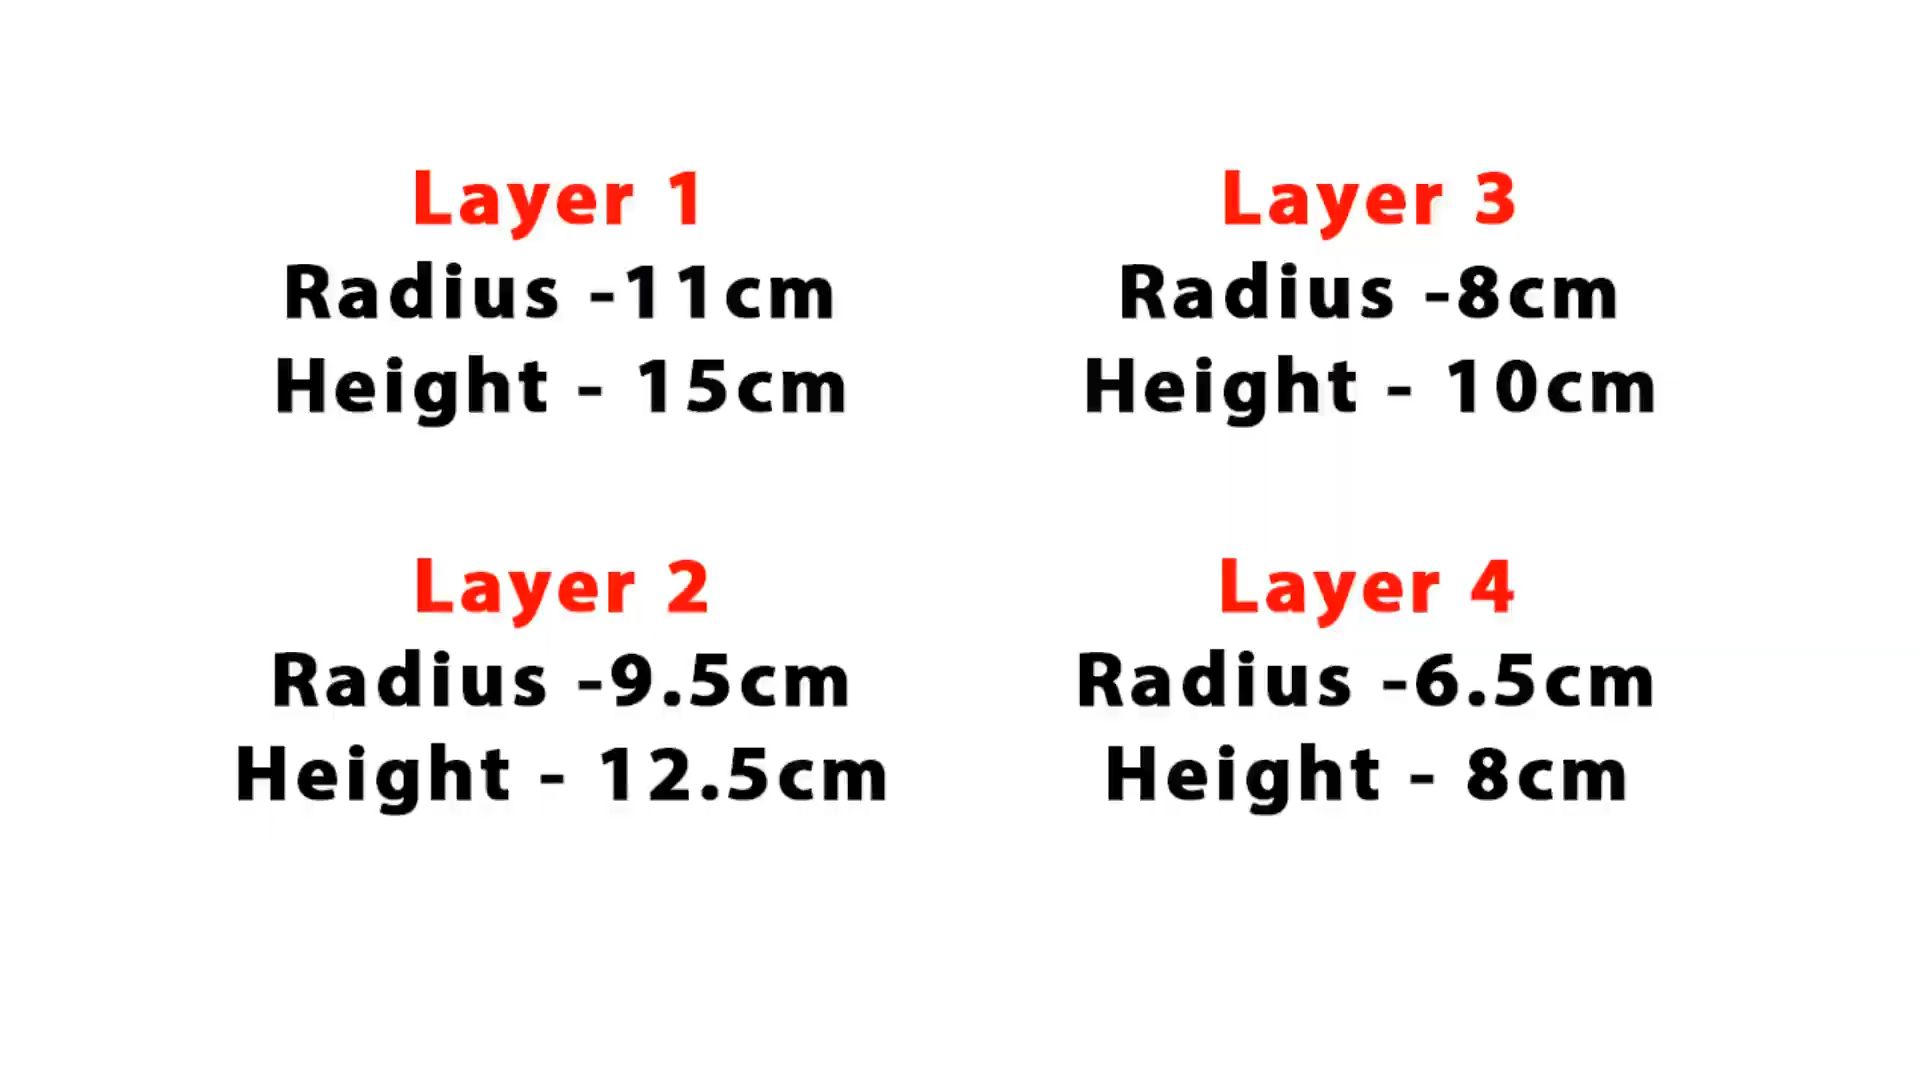 Layer 1
Radius -11cm
Height - 15cm
Layer 2
Radius -9.5cm
Height - 12.5cm
Layer 3
Radius -8cm
Height - 10cm
Layer 4
Radius -6.5cm
Height - 8cm